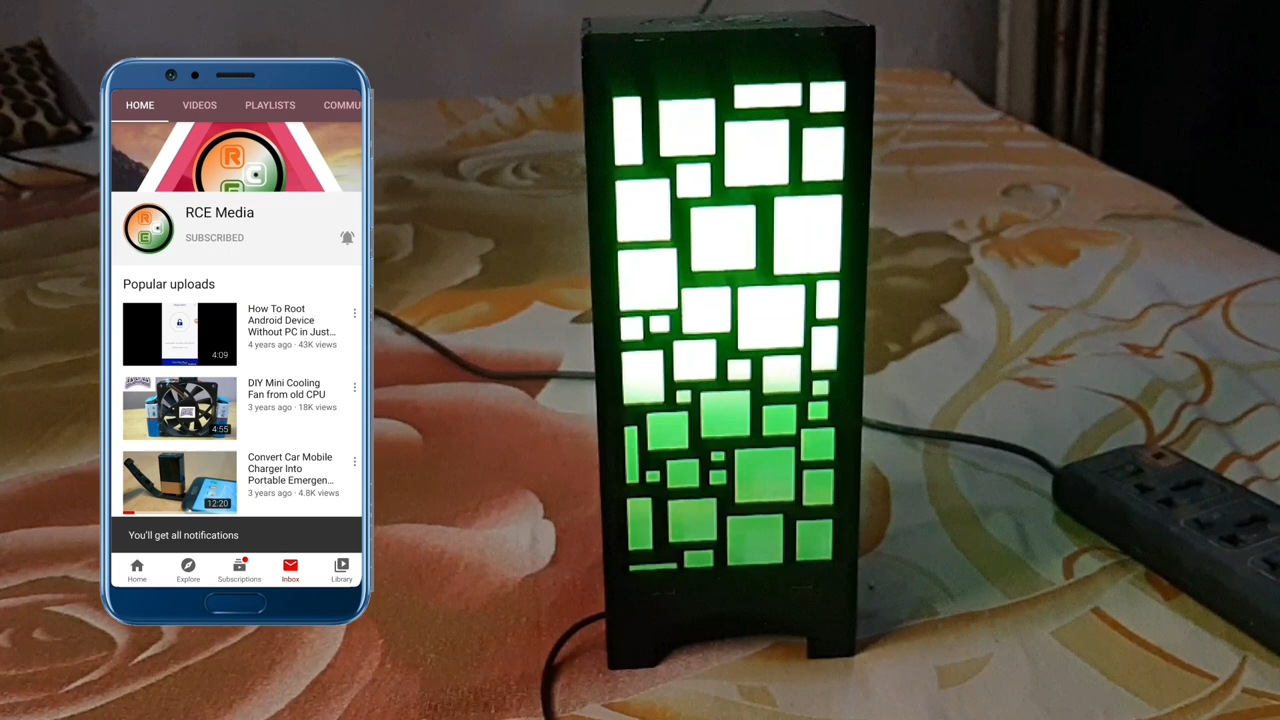 HOME VIDEOS PLAYLISTS COMMU
R
C
E
RCE Media
SUBSCRIBED
Popular uploads
How To Root
Android Device
Without PC in Just...
4 years ago · 43K views
4:09
DIY Mini Cooling
Fan from old CPU
3 years ago · 18K views
4:55
Convert Car Mobile
Charger Into
Portable Emergen...
3 years ago · 4.8K views
12:20
You'll get all notifications
Home Explore Subscriptions Inbox Library